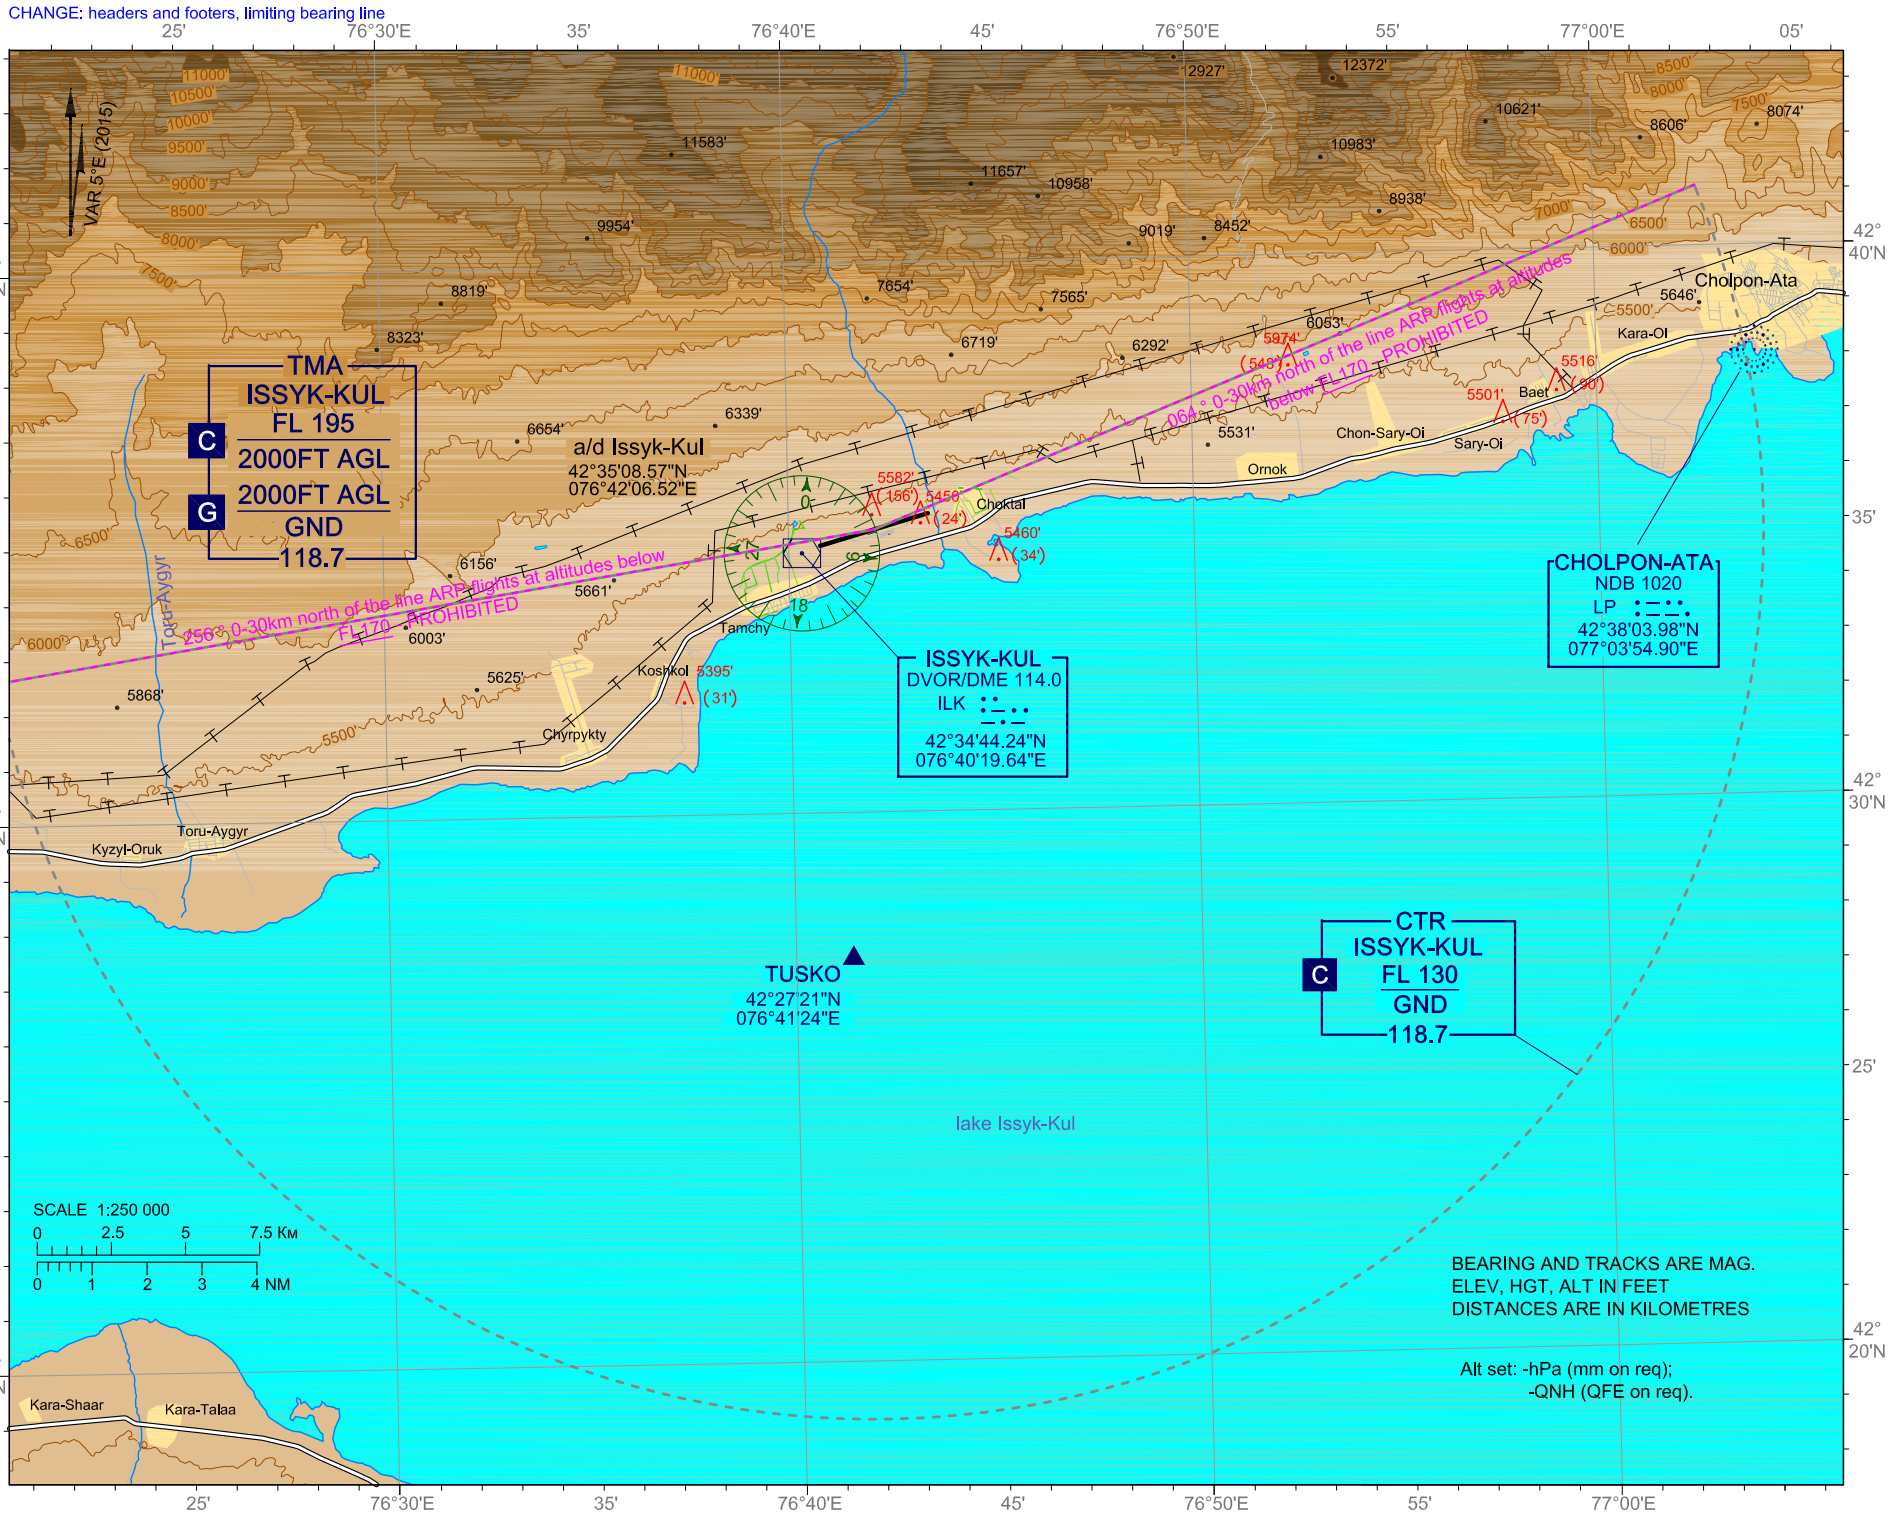 CHANGE: headers and footers, limiting bearing line
25'
76°30'E
35'
76°40'E
45'
76°50'E
55'
77°00'E
05'
11000'
10500'
10000'
9500'
9000'
8500'
8000'
7500'
VAR 5°E (2015)
11000'
11583'
9954'
8819'
8323'
11657'
10958'
9019'
8452'
7654'
7565'
12927'
12372'
10983'
10621'
8938'
8606'
8074'
8500'
8000'
7500'
7000'
6500'
6000'
5500'
42°
40'N
N
TMA
ISSYK-KUL
C
FL 195
2000FT AGL
G
2000FT AGL
GND
118.7
6654'
6339'
6719'
6292'
6053'
5974'
(548')
5646'
5531'
a/d Issyk-Kul
42°35'08.57"N
076°42'06.52"E
064° 0-30km north of the line ARP flights at altitudes
below FL170 - PROHIBITED
Cholpon-Ata
Kara-Ol
5516'
(90')
Baet
5501'
(75')
Chon-Sary-Oi
Sary-Oi
Ornok
5582'
(156')
5450'
(24')
Choktal
5460'
(34')
0
9
18
27
35'
6500'
6000'
5500'
Toru-Aygyr
256° 0-30km north of the line ARP flights at altitudes below
FL170 - PROHIBITED
6156'
5661'
6003'
5868'
5625'
Tamchy
Koshkol
5395'
(31')
Chyrpykty
Toru-Aygyr
Kyzyl-Oruk
ISSYK-KUL
DVOR/DME 114.0
ILK
42°34'44.24"N
076°40'19.64"E
CHOLPON-ATA
NDB 1020
LP
42°38'03.98"N
077°03'54.90"E
42°
30'N
N
TUSKO
42°27'21"N
076°41'24"E
CTR
ISSYK-KUL
C
FL 130
GND
118.7
25'
lake Issyk-Kul
SCALE 1:250 000
0
2.5
5
7.5 Км
0
1
2
3
4 NM
BEARING AND TRACKS ARE MAG.
ELEV, HGT, ALT IN FEET
DISTANCES ARE IN KILOMETRES
42°
20'N
N
Alt set: -hPa (mm on req);
-QNH (QFE on req).
Kara-Shaar
Kara-Talaa
25'
76°30'E
35'
76°40'E
45'
76°50'E
55'
77°00'E